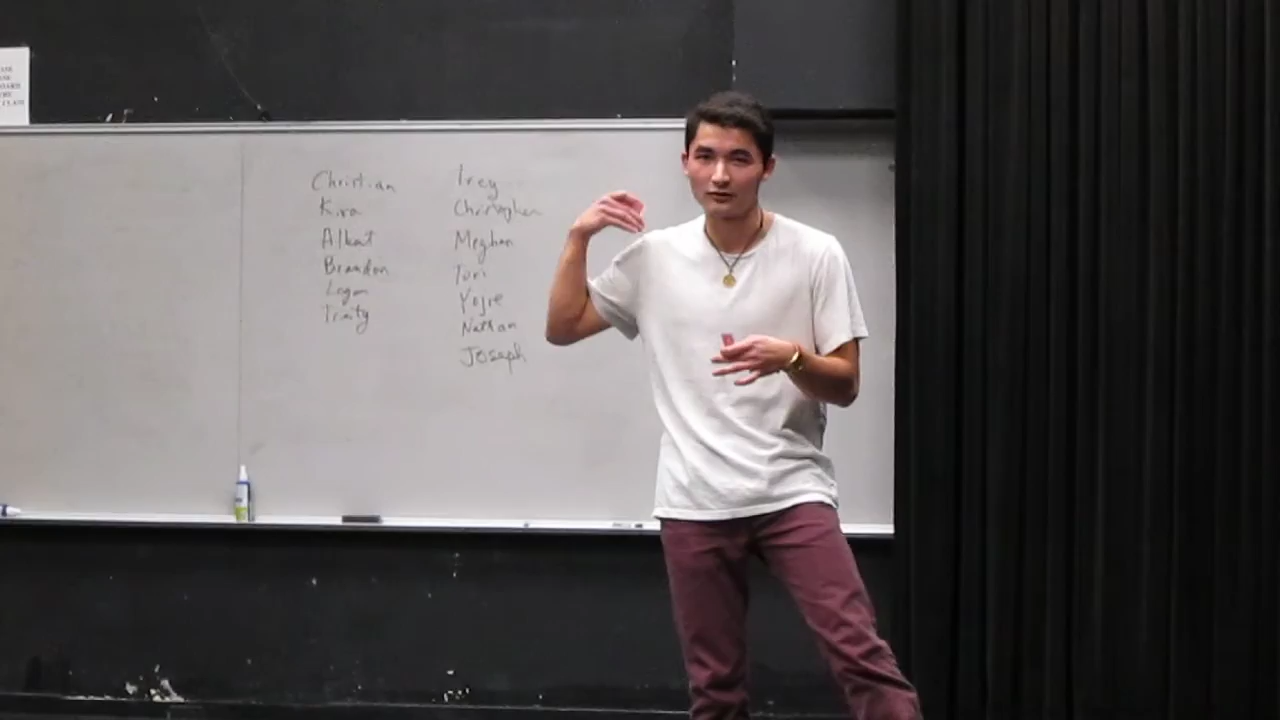 Christian
Kira
Albert
Brandon
Logan
Trinity
Trey
Christopher
Meghan
Tori
Nathan
Joseph